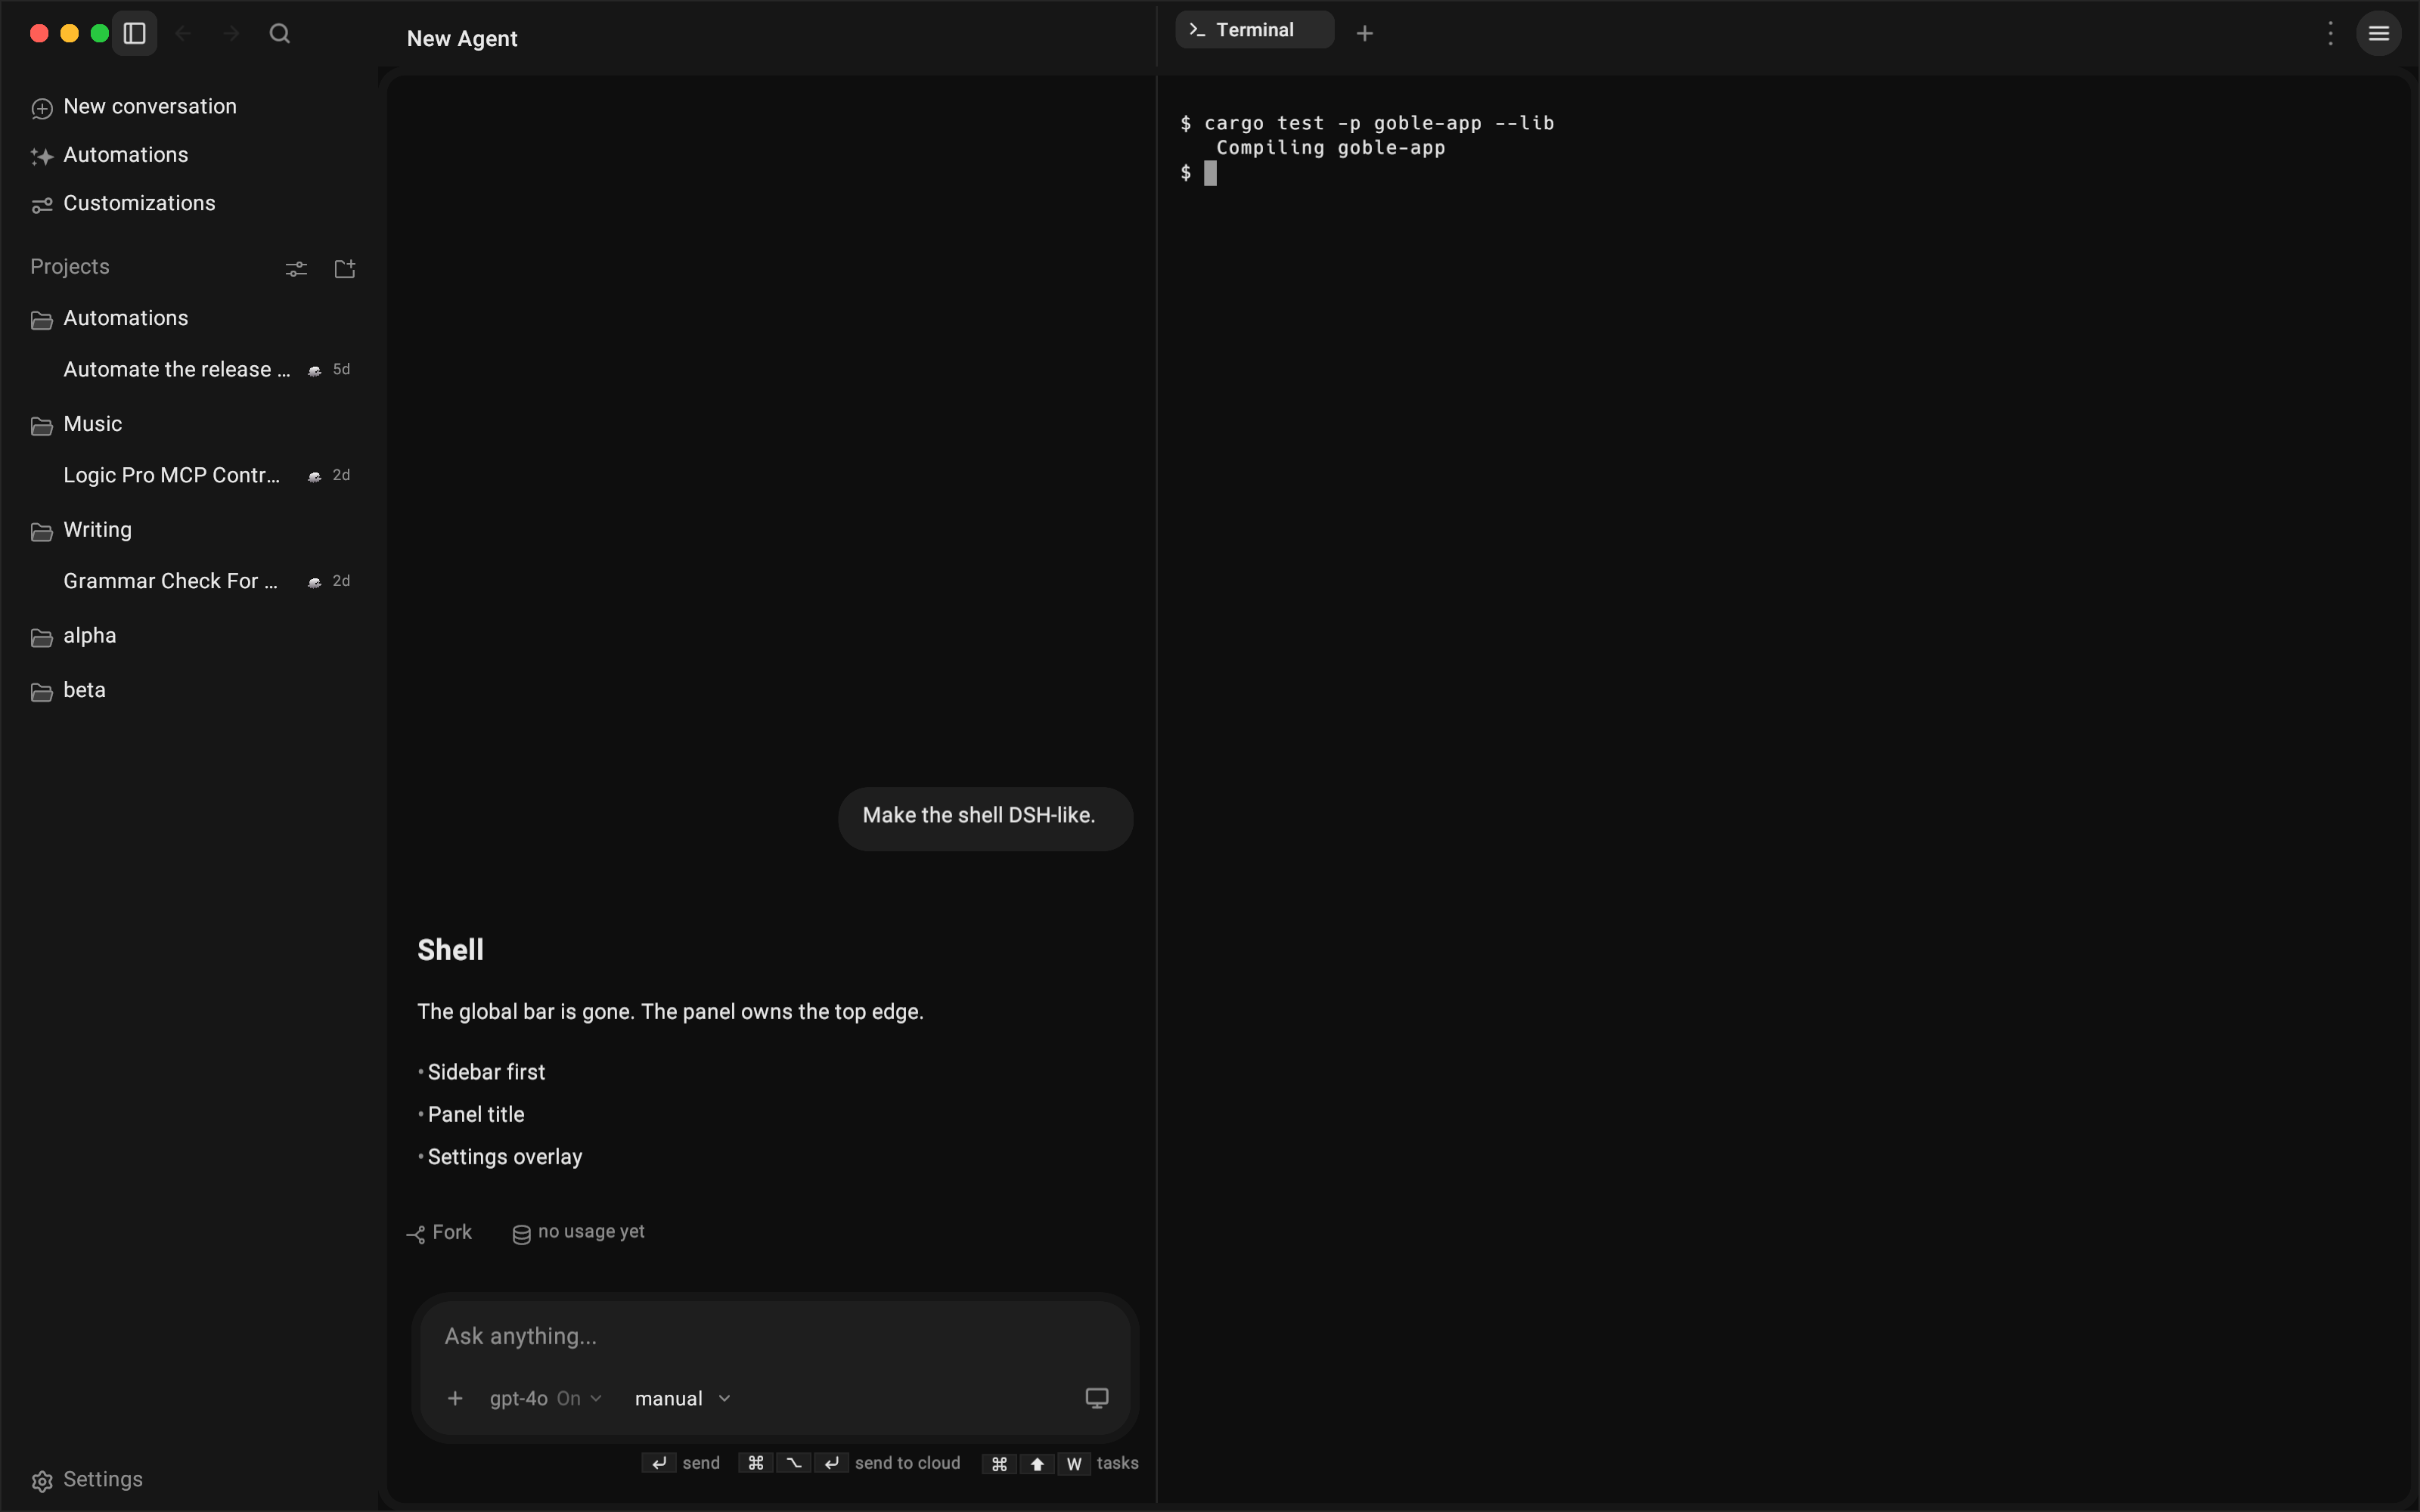 New Agent
Terminal
New conversation
Automations
Customizations
Projects
Automations
Automate the release ... 5d
Music
Logic Pro MCP Contr... 2d
Writing
Grammar Check For ... 2d
alpha
beta
Settings
Make the shell DSH-like.
Shell
The global bar is gone. The panel owns the top edge.
• Sidebar first
• Panel title
• Settings overlay
Fork no usage yet
Ask anything...
gpt-4o On manual
send ⌘ ⌥ send to cloud ⌘ W tasks
$ cargo test -p goble-app --lib
Compiling goble-app
$